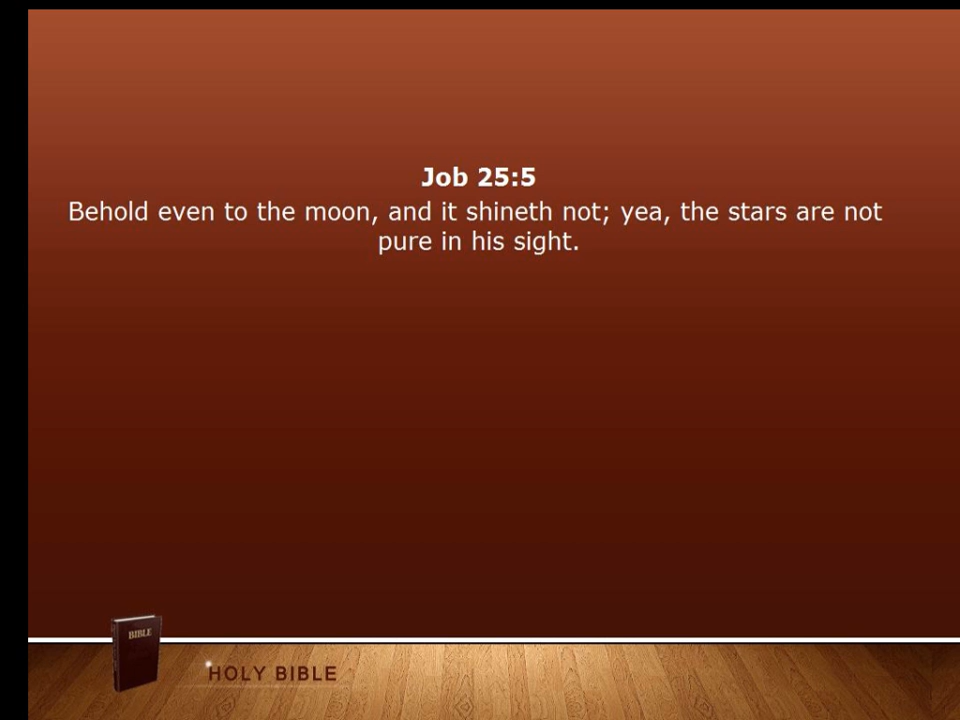 Job 25:5
Behold even to the moon, and it shineth not; yea, the stars are not
pure in his sight.
BIBLE
HOLY BIBLE